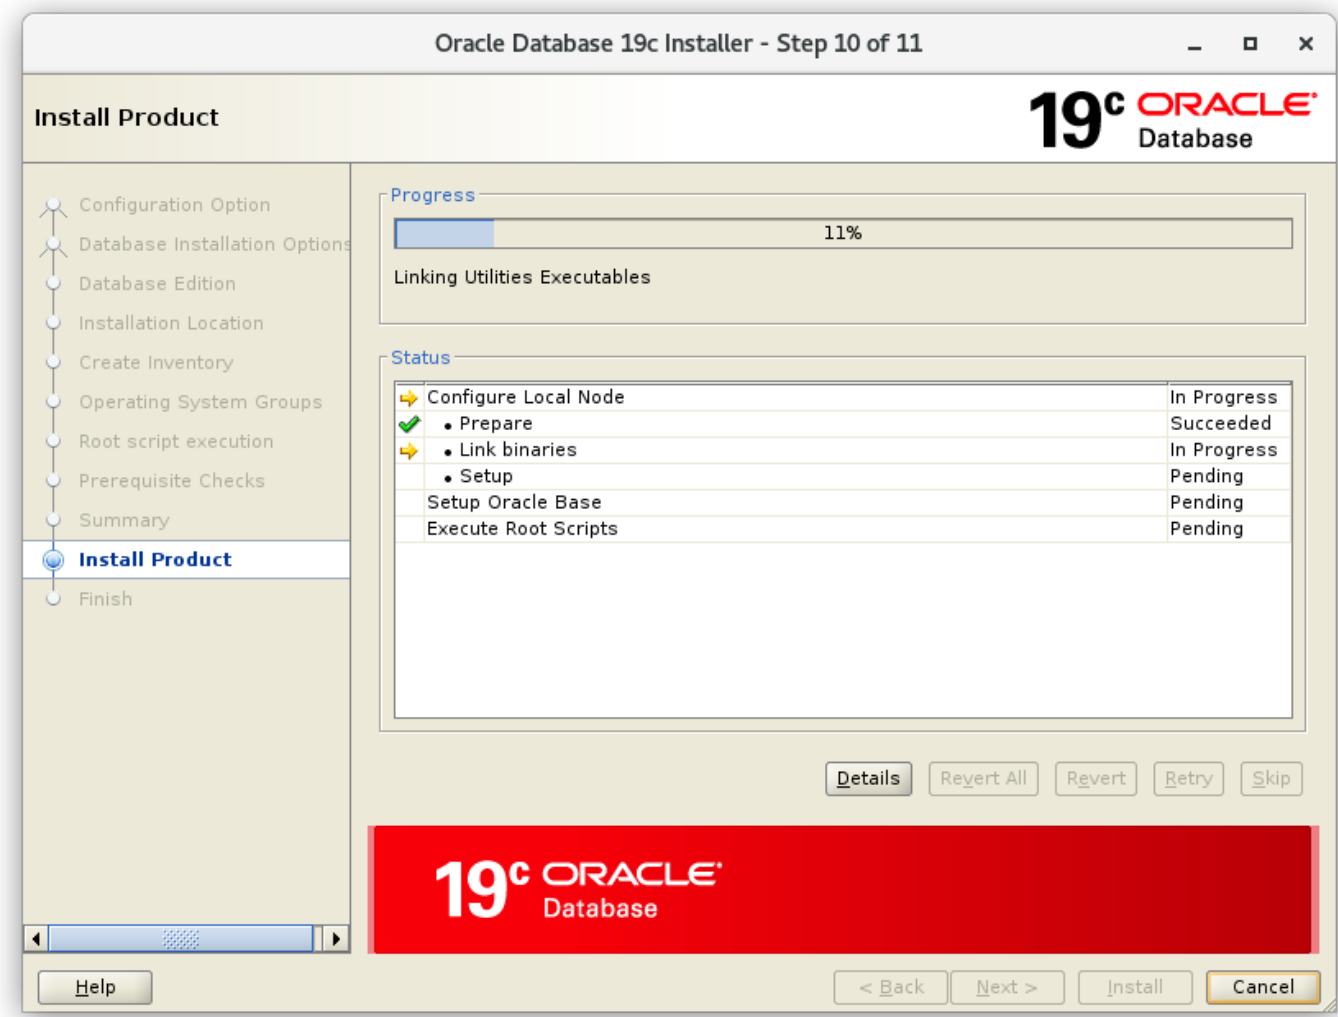 Oracle Database 19c Installer - Step 10 of 11
Install Product
19c ORACLE
Database
Configuration Option
Database Installation Options
Database Edition
Installation Location
Create Inventory
Operating System Groups
Root script execution
Prerequisite Checks
Summary
Install Product
Finish
Progress
11%
Linking Utilities Executables
Status
Configure Local Node In Progress
• Prepare Succeeded
• Link binaries In Progress
• Setup Pending
Setup Oracle Base Pending
Execute Root Scripts Pending
Details Revert All Revert Retry Skip
19c ORACLE
Database
Help < Back Next > Install Cancel